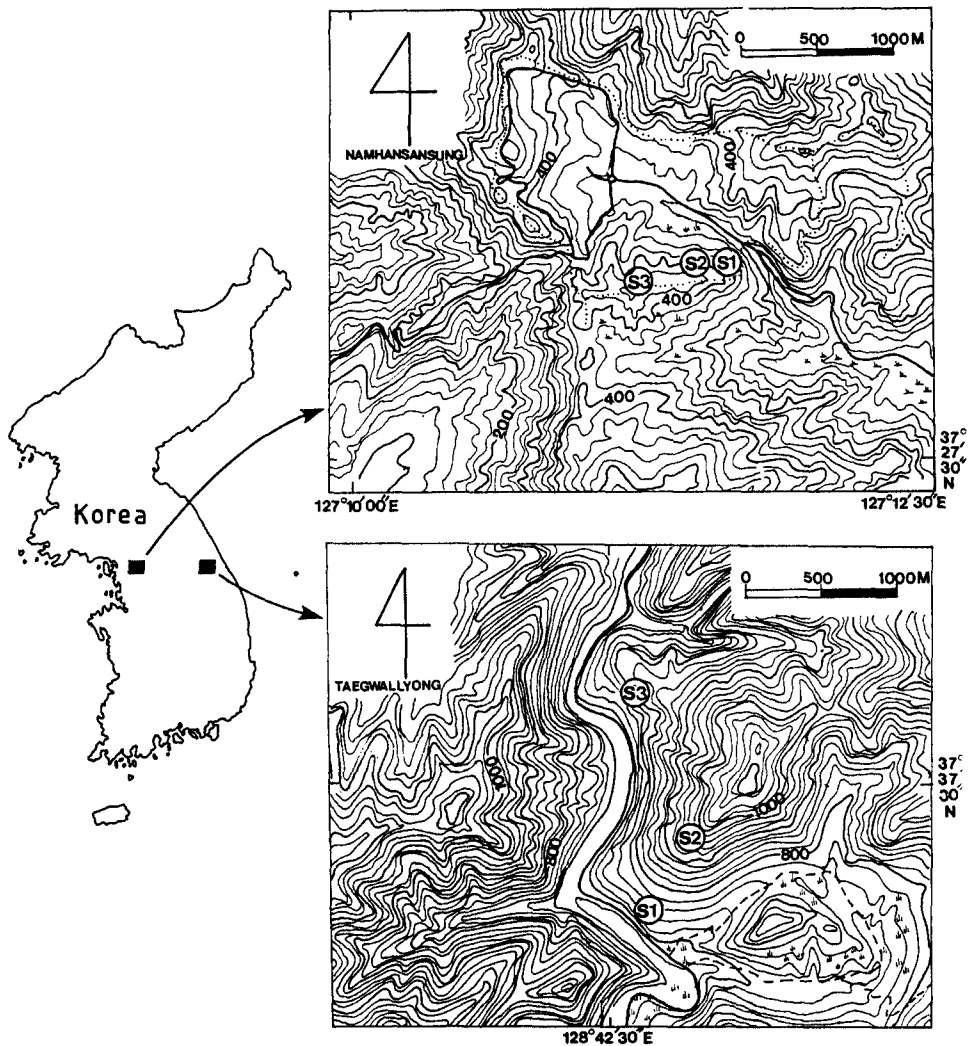 0 500 1000M
NAMHANSANSUNG
400
400
S2 S1
S3
400
200
400
37°
27'
30"
N
127°10'00"E 127°12'30"E
Korea
0 500 1000M
TAEGWALLYONG
S3
1000
37°
37'
30"
N
1000
S2
800
800
S1
128°42'30"E